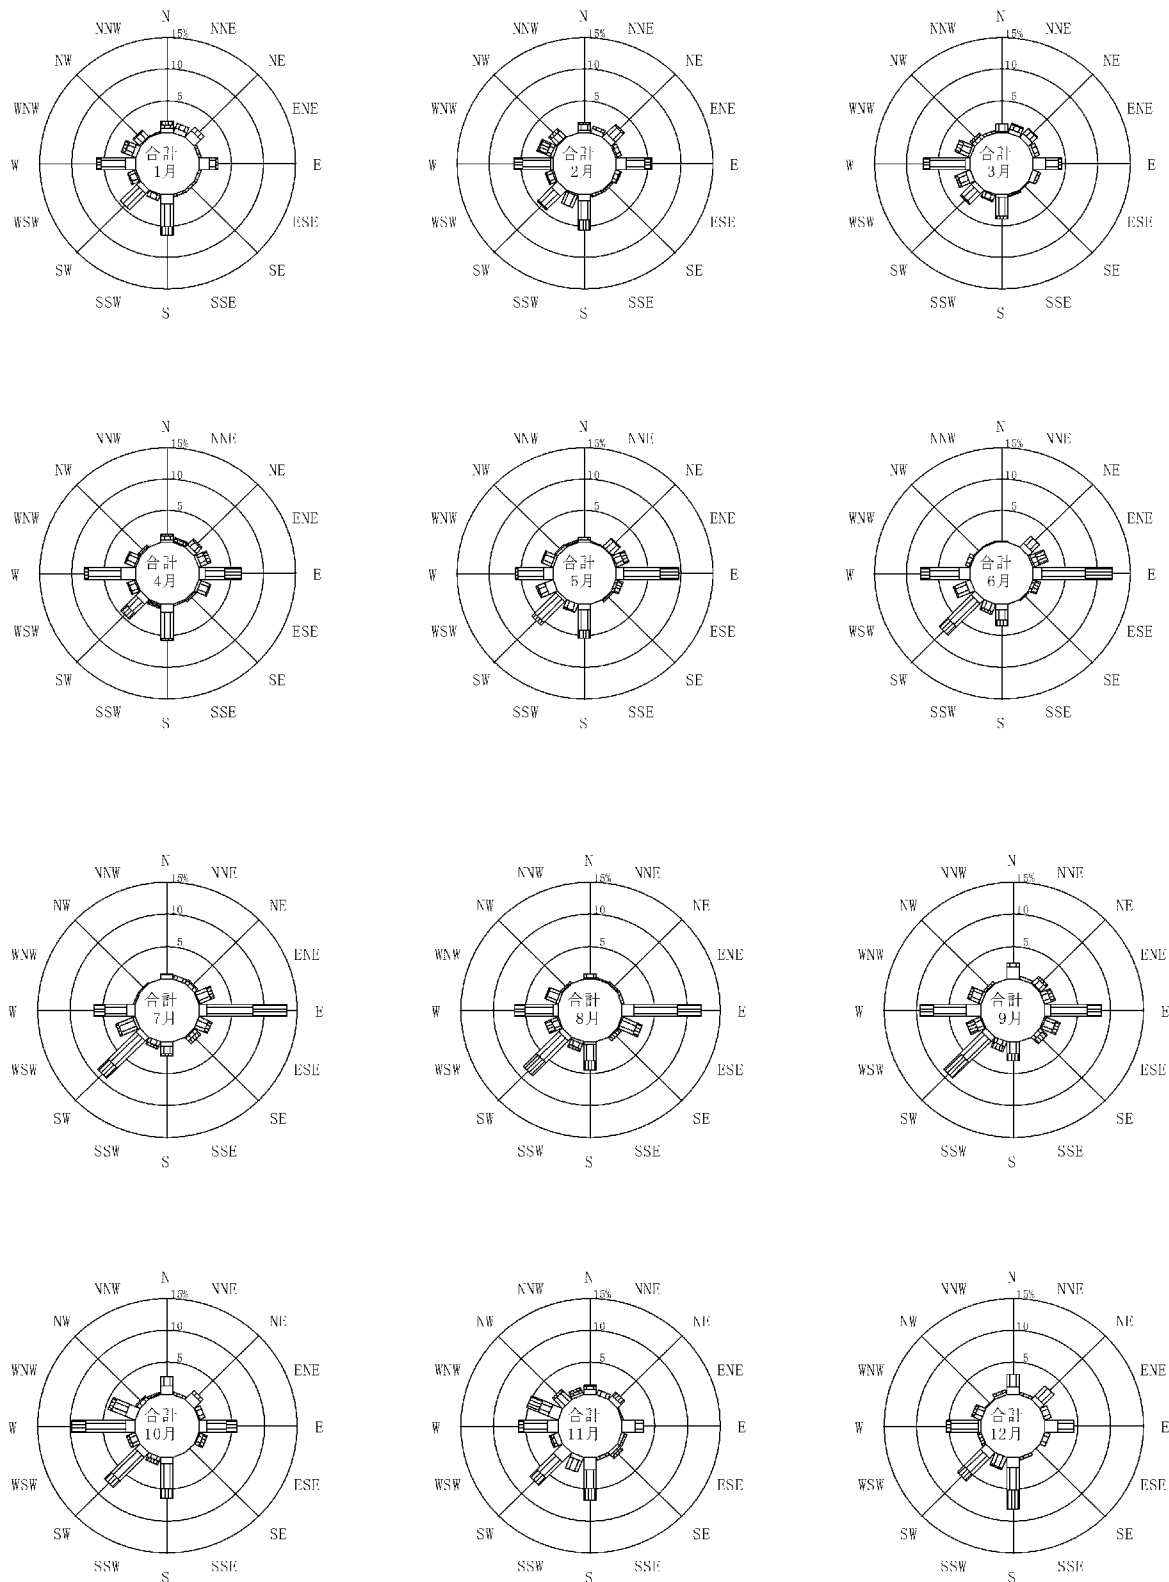 N N N
NNW 15% NNE NNW 15% NNE NNW 15% NNE
NW 10 NE NW 10 NE NW 10 NE
WNW 5 ENE WNW 5 ENE WNW 5 ENE
合計 合計 合計
W 1月 E W 2月 E W 3月 E
WSW ESE WSW ESE WSW ESE
SW SE SW SE SW SE
SSW SSE SSW SSE SSW SSE
S S S
N N N
NNW 15% NNE NNW 15% NNE NNW 15% NNE
NW 10 NE NW 10 NE NW 10 NE
WNW 5 ENE WNW 5 ENE WNW 5 ENE
合計 合計 合計
W 4月 E W 5月 E W 6月 E
WSW ESE WSW ESE WSW ESE
SW SE SW SE SW SE
SSW SSE SSW SSE SSW SSE
S S S
N N N
NNW 15% NNE NNW 15% NNE NNW 15% NNE
NW 10 NE NW 10 NE NW 10 NE
WNW 5 ENE WNW 5 ENE WNW 5 ENE
合計 合計 合計
W 7月 E W 8月 E W 9月 E
WSW ESE WSW ESE WSW ESE
SW SE SW SE SW SE
SSW SSE SSW SSE SSW SSE
S S S
N N N
NNW 15% NNE NNW 15% NNE NNW 15% NNE
NW 10 NE NW 10 NE NW 10 NE
WNW 5 ENE WNW 5 ENE WNW 5 ENE
合計 合計 合計
W 10月 E W 11月 E W 12月 E
WSW ESE WSW ESE WSW ESE
SW SE SW SE SW SE
SSW SSE SSW SSE SSW SSE
S S S